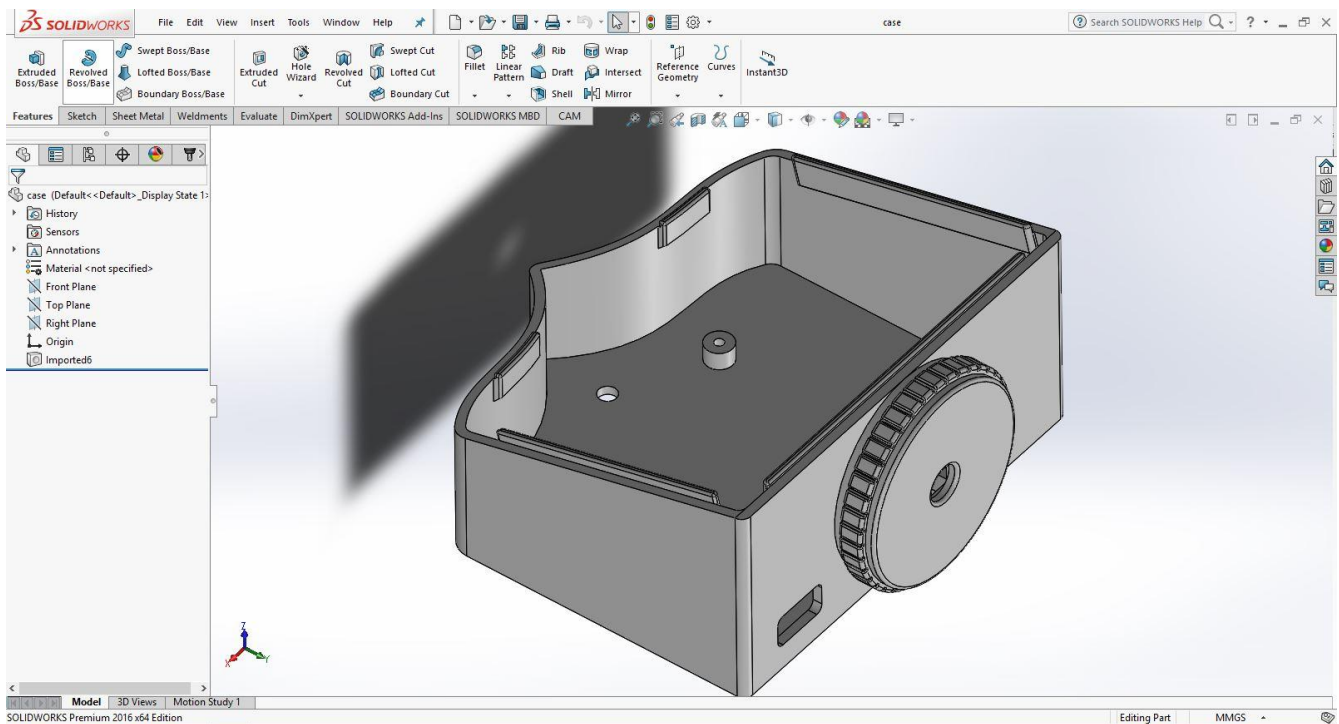 SOLIDWORKS File Edit View Insert Tools Window Help case Search SOLIDWORKS Help ?
Extruded Boss/Base
Revolved Boss/Base
Swept Boss/Base
Lofted Boss/Base
Boundary Boss/Base
Extruded Cut
Hole Wizard
Revolved Cut
Swept Cut
Lofted Cut
Boundary Cut
Fillet
Linear Pattern
Rib
Draft
Shell
Wrap
Intersect
Mirror
Reference Geometry
Curves
Instant3D
Features Sketch Sheet Metal Weldments Evaluate DimXpert SOLIDWORKS Add-Ins SOLIDWORKS MBD CAM
case (Default<<Default>_Display State 1>
History
Sensors
Annotations
Material <not specified>
Front Plane
Top Plane
Right Plane
Origin
Imported6
Z
X
Y
Model 3D Views Motion Study 1
SOLIDWORKS Premium 2016 x64 Edition Editing Part MMGS